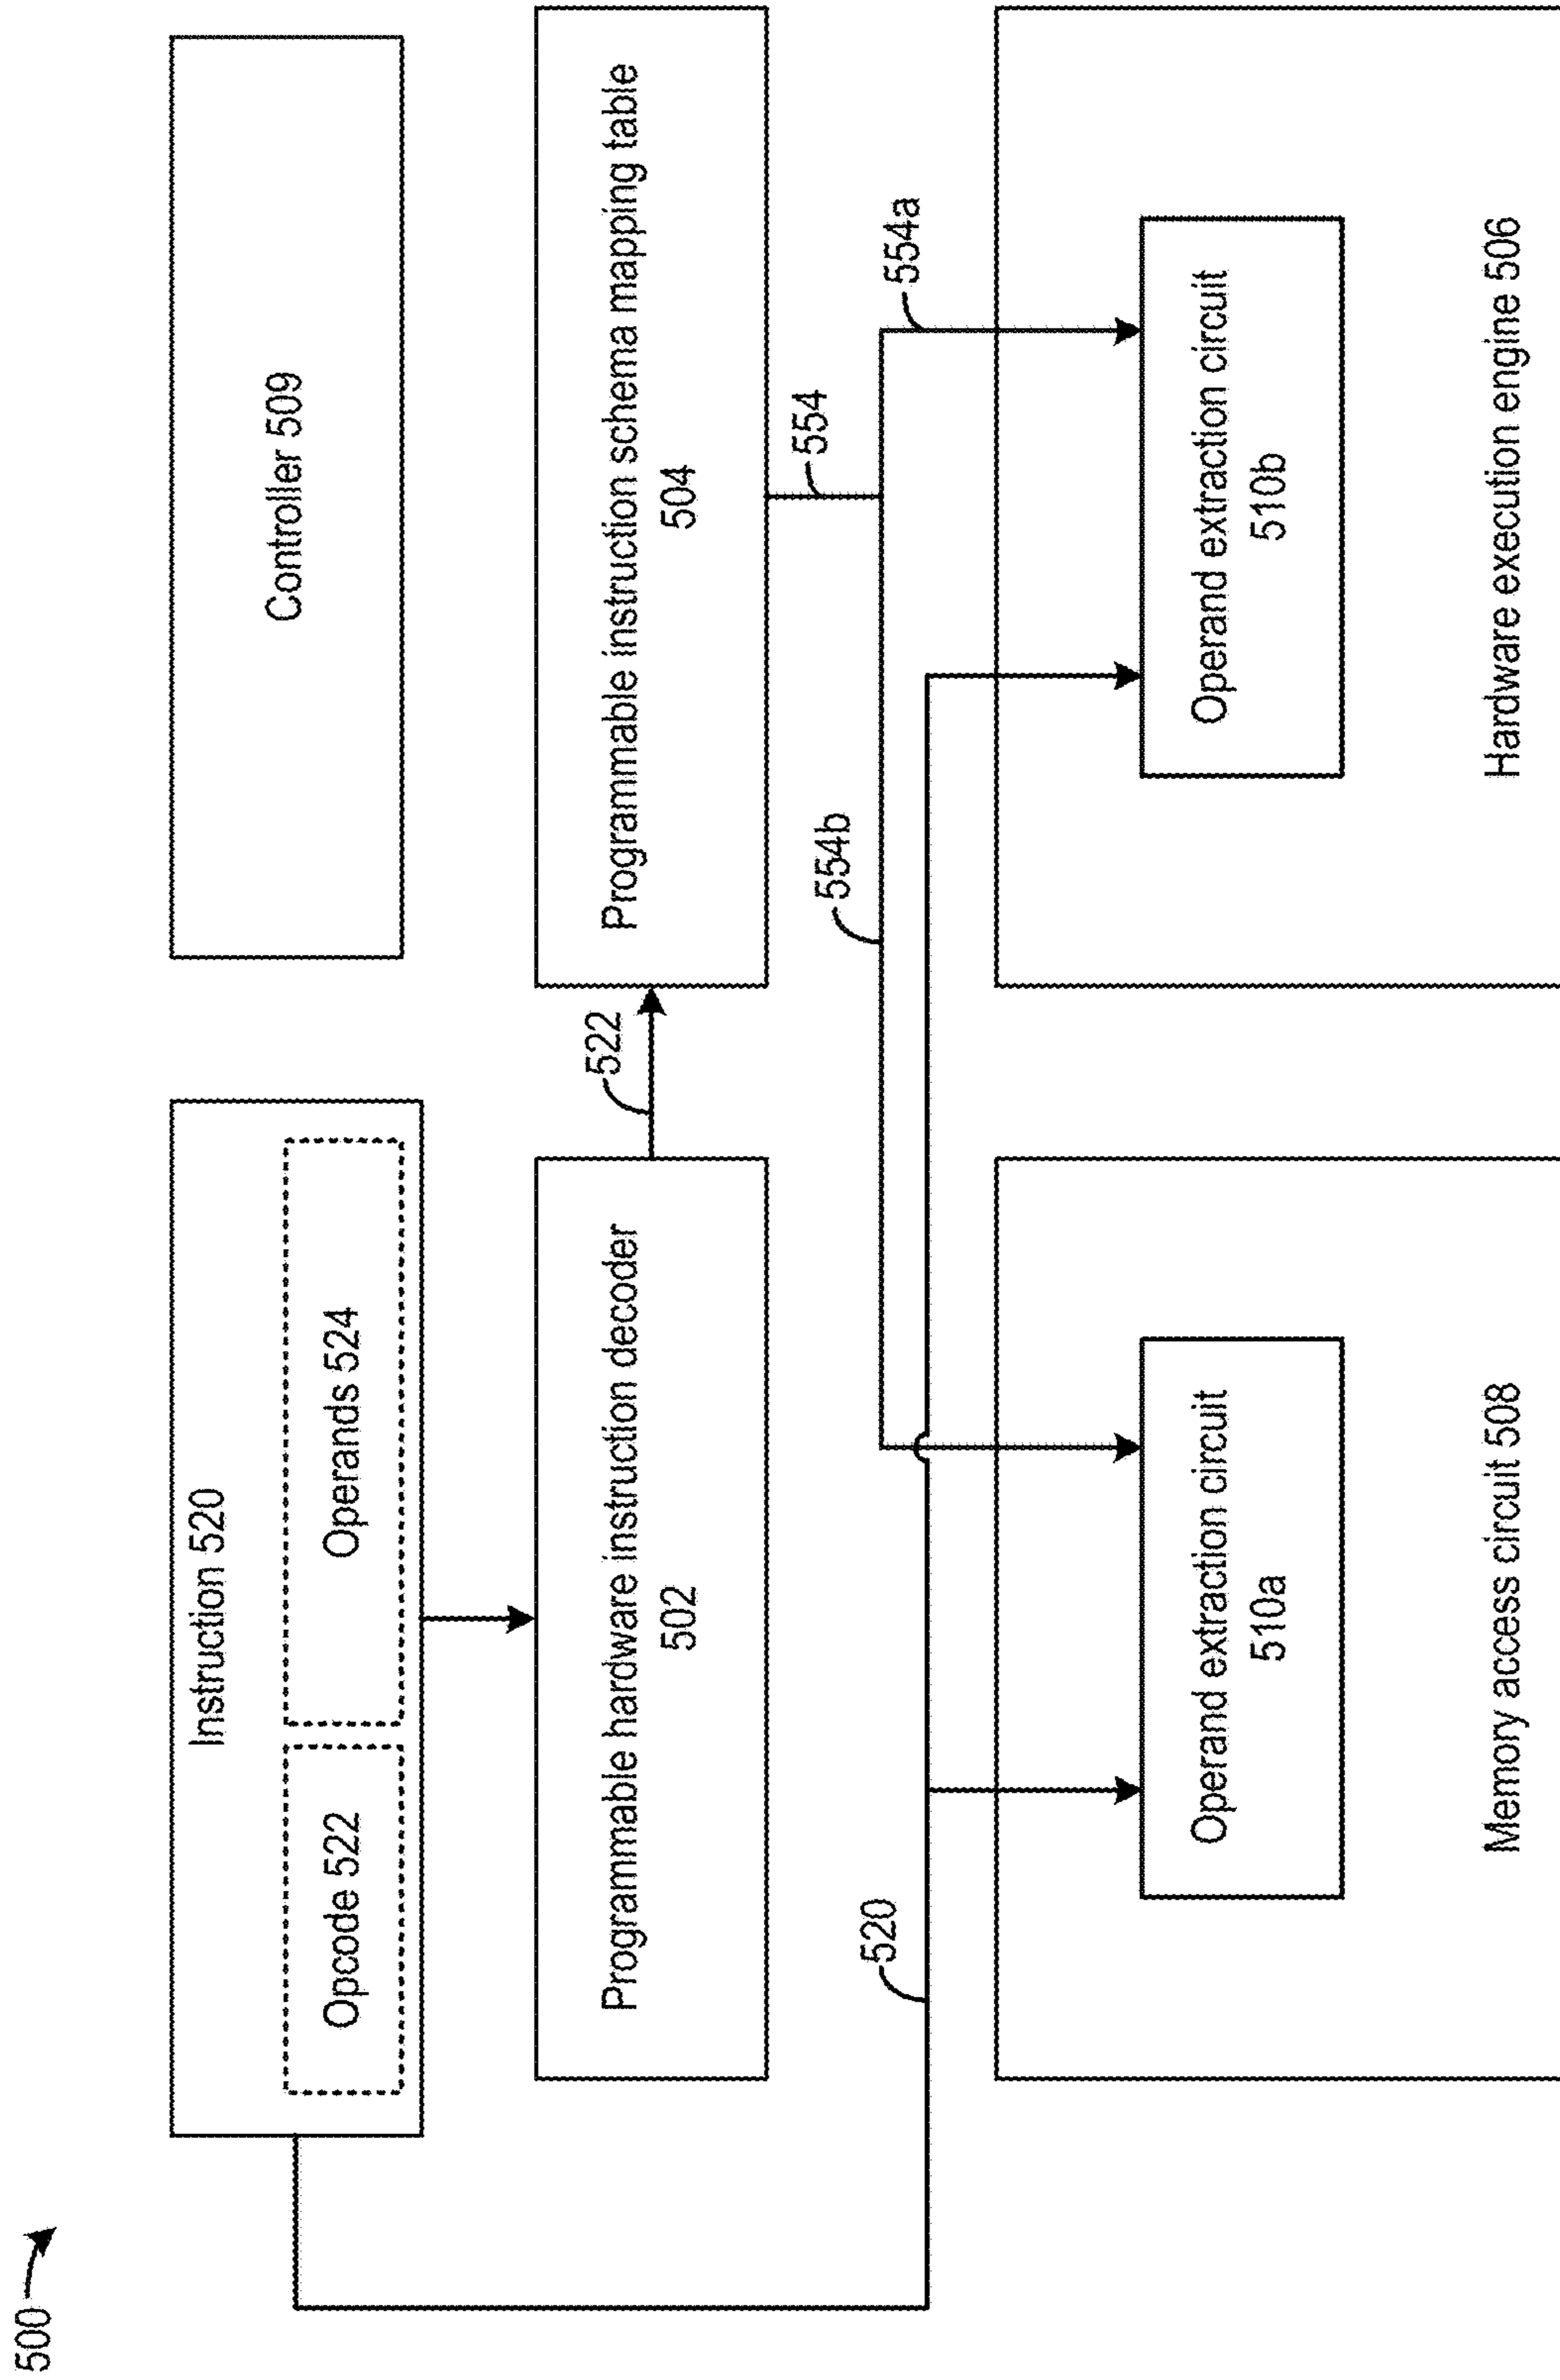 500
Instruction 520
Opcode 522
Operands 524
Controller 509
Programmable hardware instruction decoder
502
522
Programmable instruction schema mapping table
504
554
554a
554b
520
Operand extraction circuit
510a
Memory access circuit 508
Operand extraction circuit
510b
Hardware execution engine 506